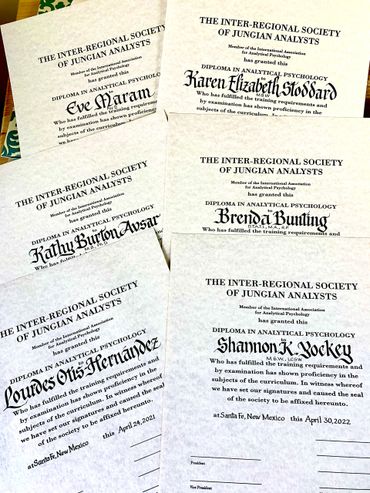 THE INTER-REGIONAL SOCIETY
OF JUNGIAN ANALYSTS
Member of the International Association
for Analytical Psychology
has granted this
DIPLOMA IN ANALYTICAL PSYCHOLOGY
Eve Maram
Who has fulfilled the training requirements
by examination has shown proficiency in the
subjects of the curriculum.
THE INTER-REGIONAL SOCIETY
OF JUNGIAN ANALYSTS
Member of the International Association
for Analytical Psychology
has granted this
DIPLOMA IN ANALYTICAL PSYCHOLOGY
Karen Elizabeth Stoddard
Who has fulfilled the training requirements and
by examination has shown proficiency in the
subjects of the curriculum. In witness whereof
THE INTER-REGIONAL SOCIETY
OF JUNGIAN ANALYSTS
Member of the International Association
for Analytical Psychology
has granted this
DIPLOMA IN ANALYTICAL PSYCHOLOGY
Kathy Burton Avsar
Who has
THE INTER-REGIONAL SOCIETY
OF JUNGIAN ANALYSTS
Member of the International Association
for Analytical Psychology
has granted this
DIPLOMA IN ANALYTICAL PSYCHOLOGY
Brenda Bunting
Who has fulfilled the training requirements and
THE INTER-REGIONAL SOCIETY
OF JUNGIAN ANALYSTS
Member of the International Association
for Analytical Psychology
has granted this
DIPLOMA IN ANALYTICAL PSYCHOLOGY
Lourdes Otis-Hernandez
Who has fulfilled the training and
by examination has shown proficiency in the
subjects of the curriculum. In witness whereof
we have set our signatures and caused the seal
of the society to be affixed hereunto.
at Santa Fe, New Mexico this April 24, 2021
THE INTER-REGIONAL SOCIETY
OF JUNGIAN ANALYSTS
Member of the International Association
for Analytical Psychology
has granted this
DIPLOMA IN ANALYTICAL PSYCHOLOGY
Shannon K. Yockey
M.S.W., LCSW
Who has fulfilled the training requirements and
by examination has shown proficiency in the
subjects of the curriculum. In witness whereof
we have set our signatures and caused the seal
of the society to be affixed hereunto.
at Santa Fe, New Mexico this April 30, 2022
President
Vice President